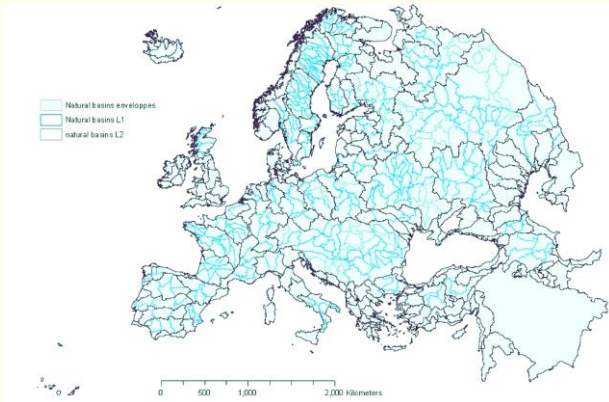 Natural basins enveloppes
Natural basins L1
natural basins L2
0 500 1,000 2,000 Kilometers